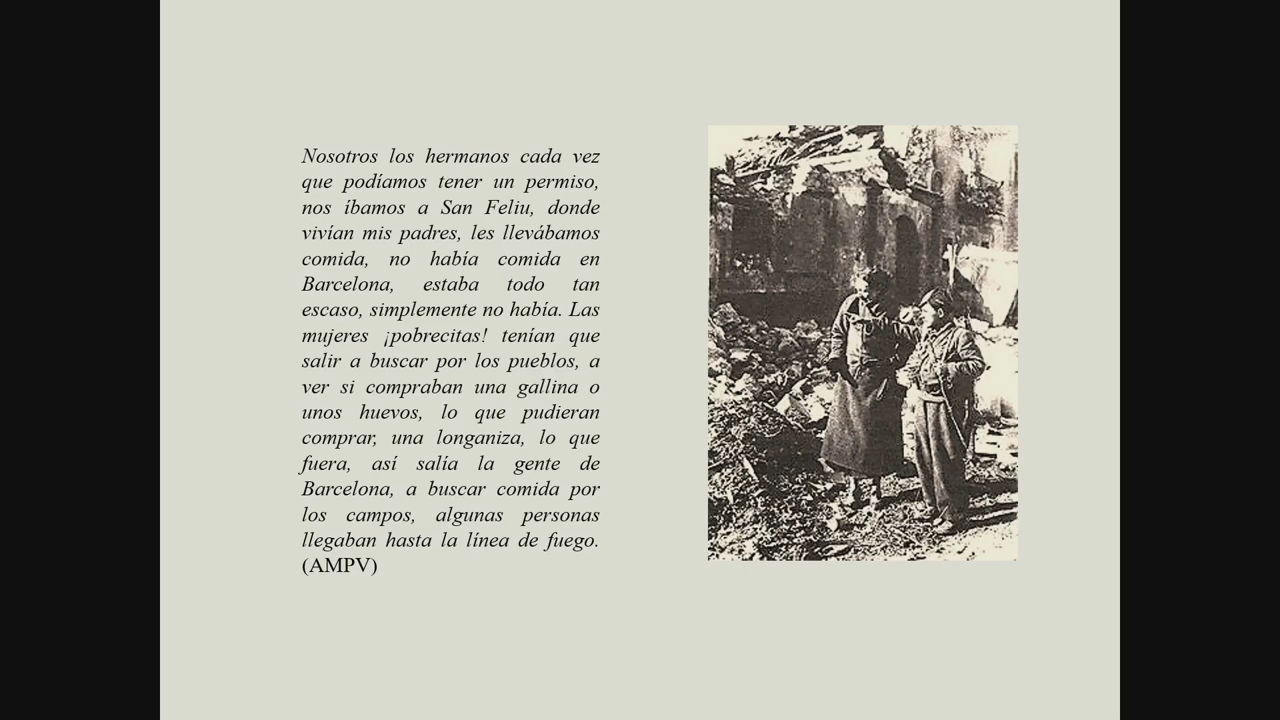 Nosotros los hermanos cada vez
que podíamos tener un permiso,
nos íbamos a San Feliu, donde
vivían mis padres, les llevábamos
comida, no había comida en
Barcelona, estaba todo tan
escaso, simplemente no había. Las
mujeres ¡pobrecitas! tenían que
salir a buscar por los pueblos, a
ver si compraban una gallina o
unos huevos, lo que pudieran
comprar, una longaniza, lo que
fuera, así salía la gente de
Barcelona, a buscar comida por
los campos, algunas personas
llegaban hasta la línea de fuego.
(AMPV)